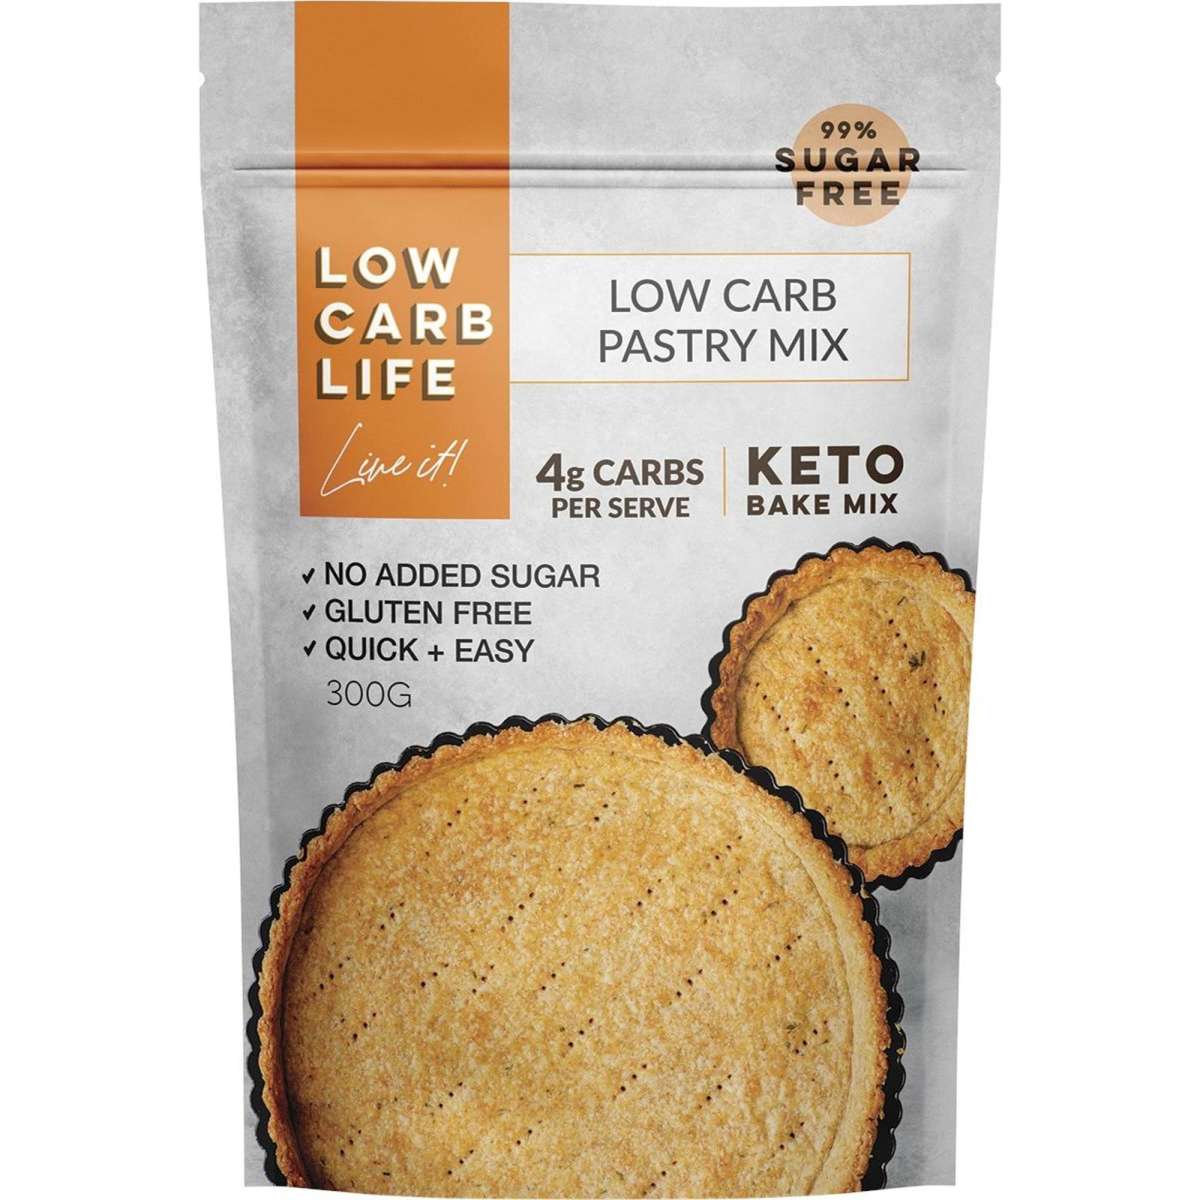 99%
SUGAR
FREE
LOW
CARB
LIFE
Live it!
LOW CARB
PASTRY MIX
4g CARBS
PER SERVE
KETO
BAKE MIX
✓ NO ADDED SUGAR
✓ GLUTEN FREE
✓ QUICK + EASY
300G